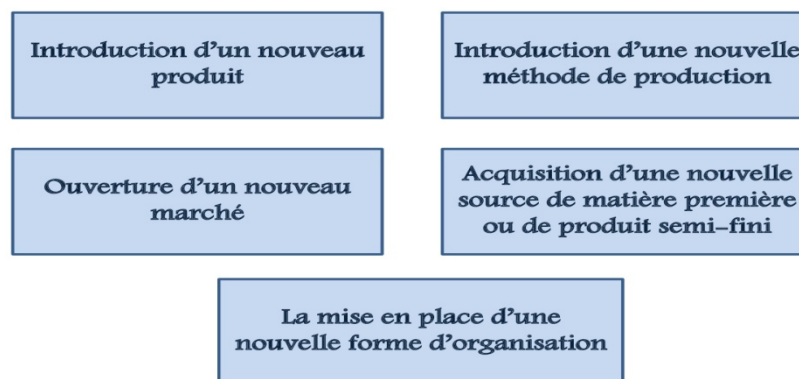 Introduction d’un nouveau
produit
Introduction d’une nouvelle
méthode de production
Ouverture d’un nouveau
marché
Acquisition d’une nouvelle
source de matière première
ou de produit semi-fini
La mise en place d’une
nouvelle forme d’organisation